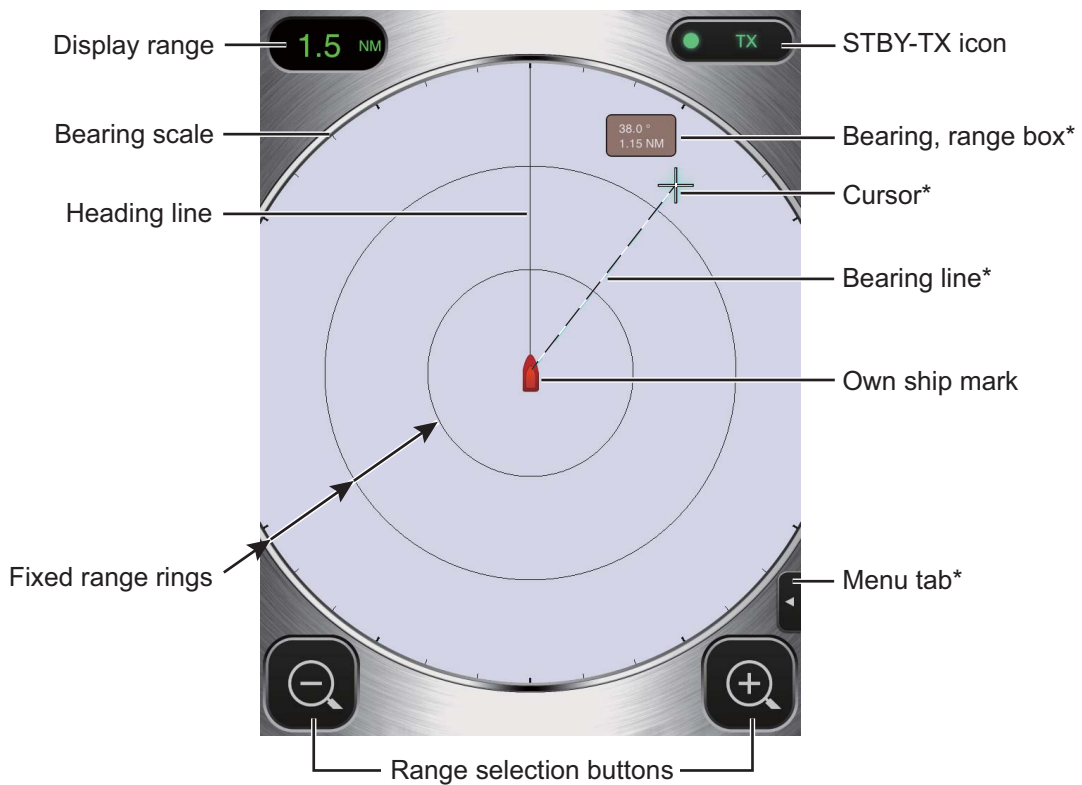 Display range
1.5 NM
TX
STBY-TX icon
Bearing scale
38.0 °
1.15 NM
Bearing, range box*
Cursor*
Heading line
Bearing line*
Own ship mark
Fixed range rings
Menu tab*
Range selection buttons